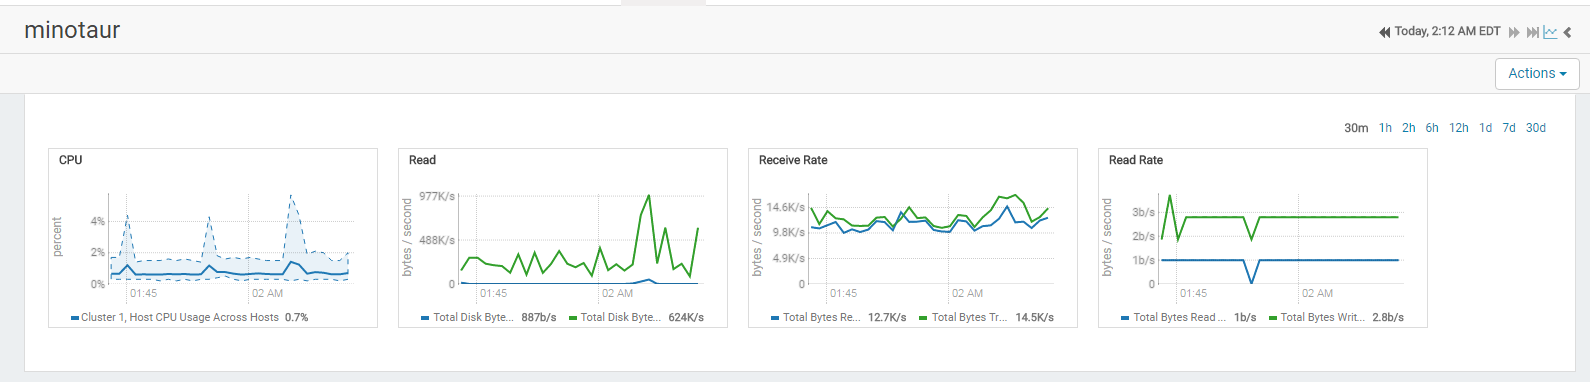 minotaur
Today, 2:12 AM EDT
Actions
30m 1h 2h 6h 12h 1d 7d 30d
CPU
percent
4%
2%
0%
01:45 02 AM
Cluster 1, Host CPU Usage Across Hosts 0.7%
Read
bytes / second
977K/s
488K/s
0
01:45 02 AM
Total Disk Byte... 887b/s Total Disk Byte... 624K/s
Receive Rate
bytes / second
14.6K/s
9.8K/s
4.9K/s
0
01:45 02 AM
Total Bytes Re... 12.7K/s Total Bytes Tr... 14.5K/s
Read Rate
bytes / second
3b/s
2b/s
1b/s
0
01:45 02 AM
Total Bytes Read ... 1b/s Total Bytes Writ... 2.8b/s